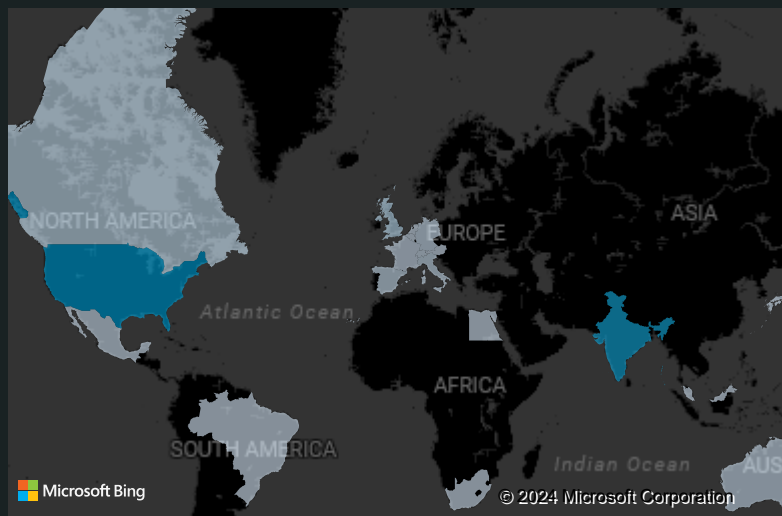 NORTH AMERICA
EUROPE
ASIA
Atlantic Ocean
AFRICA
SOUTH AMERICA
Indian Ocean
AUS
Microsoft Bing
© 2024 Microsoft Corporation